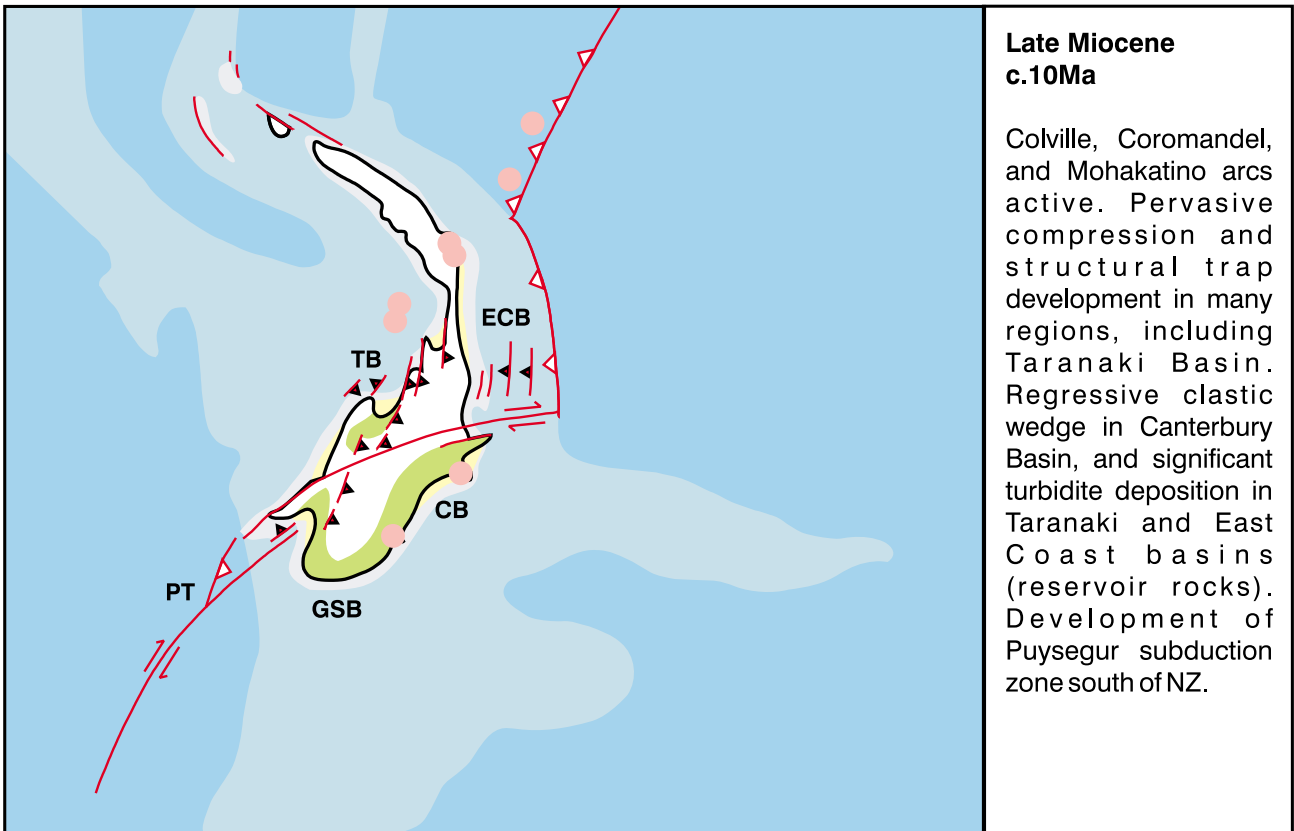 Late Miocene
c.10Ma
Colville, Coromandel,
and Mohakatino arcs
active. Pervasive
compression and
structural trap
development in many
regions, including
Taranaki Basin.
Regressive clastic
wedge in Canterbury
Basin, and significant
turbidite deposition in
Taranaki and East
Coast basins
(reservoir rocks).
Development of
Puysegur subduction
zone south of NZ.
ECB
TB
CB
PT
GSB